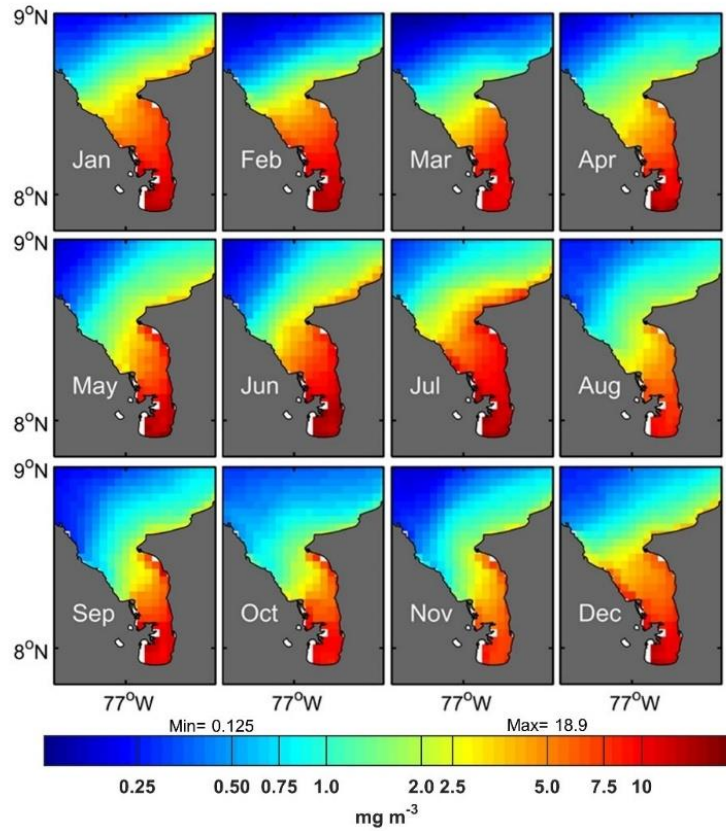 9°N
8°N
Jan
Feb
Mar
Apr
9°N
8°N
May
Jun
Jul
Aug
9°N
8°N
Sep
Oct
Nov
Dec
77°W
77°W
77°W
77°W
Min= 0.125
Max= 18.9
0.25 0.50 0.75 1.0 2.0 2.5 5.0 7.5 10
mg m⁻³